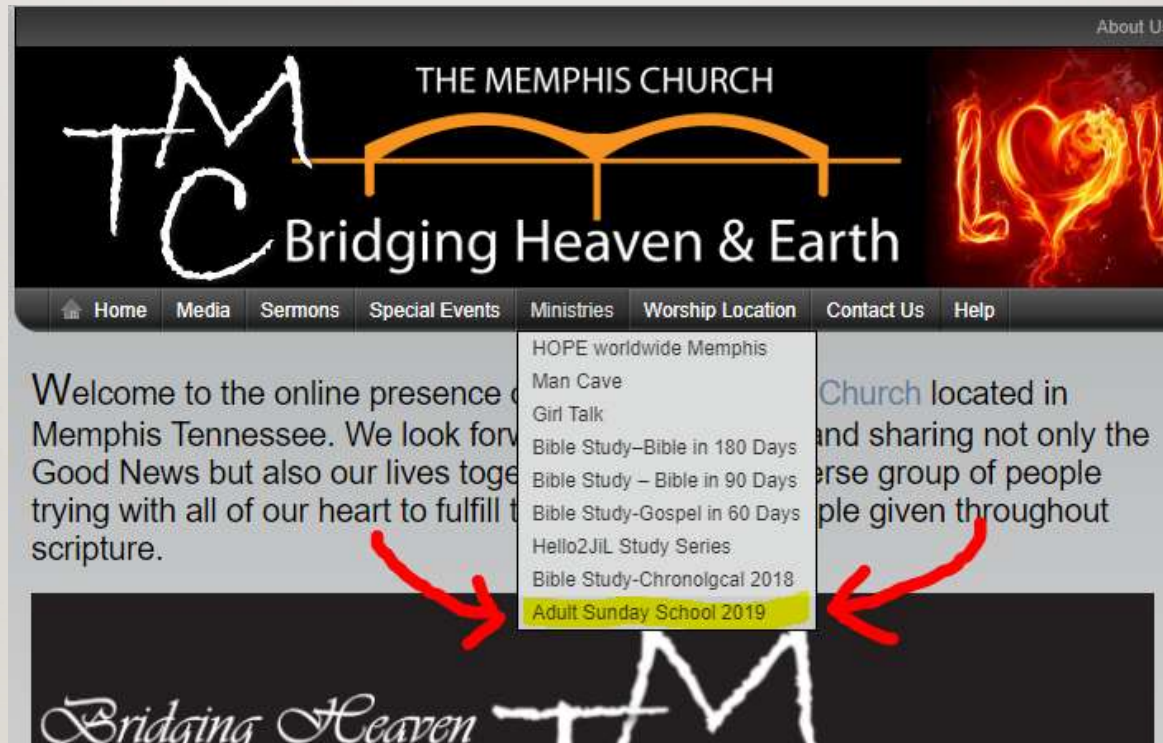 About U
TMC
THE MEMPHIS CHURCH
LOV
Bridging Heaven & Earth
Home Media Sermons Special Events Ministries Worship Location Contact Us Help
HOPE worldwide Memphis
Man Cave
Girl Talk
Bible Study–Bible in 180 Days
Bible Study – Bible in 90 Days
Bible Study-Gospel in 60 Days
Hello2JiL Study Series
Bible Study-Chronolgcal 2018
Adult Sunday School 2019
Welcome to the online presence Church located in
Memphis Tennessee. We look forv and sharing not only the
Good News but also our lives toge erse group of people
trying with all of our heart to fulfill t ple given throughout
scripture.
Bridging Heaven
TM